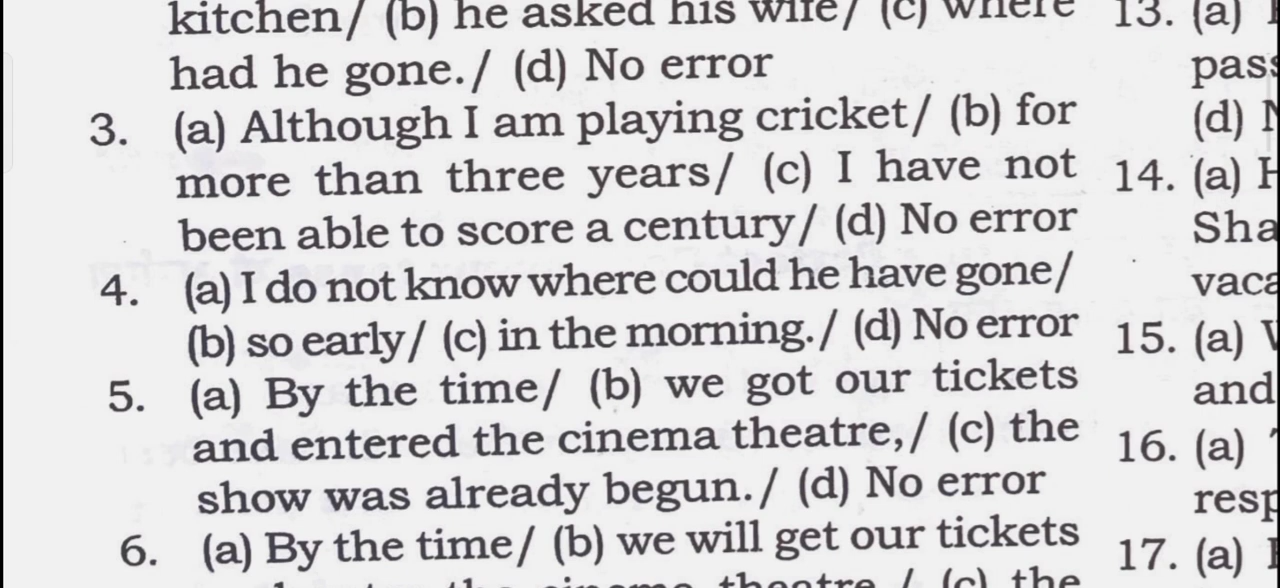 kitchen/ (b) he asked his wife/ (c) where
had he gone./ (d) No error
3. (a) Although I am playing cricket/ (b) for
more than three years/ (c) I have not
been able to score a century/ (d) No error
4. (a) I do not know where could he have gone/
(b) so early/ (c) in the morning./ (d) No error
5. (a) By the time/ (b) we got our tickets
and entered the cinema theatre,/ (c) the
show was already begun./ (d) No error
6. (a) By the time/ (b) we will get our tickets
theatre / (c) the
13. (a)
(d)
14. (a)
15. (a)
and
16. (a)
17. (a)